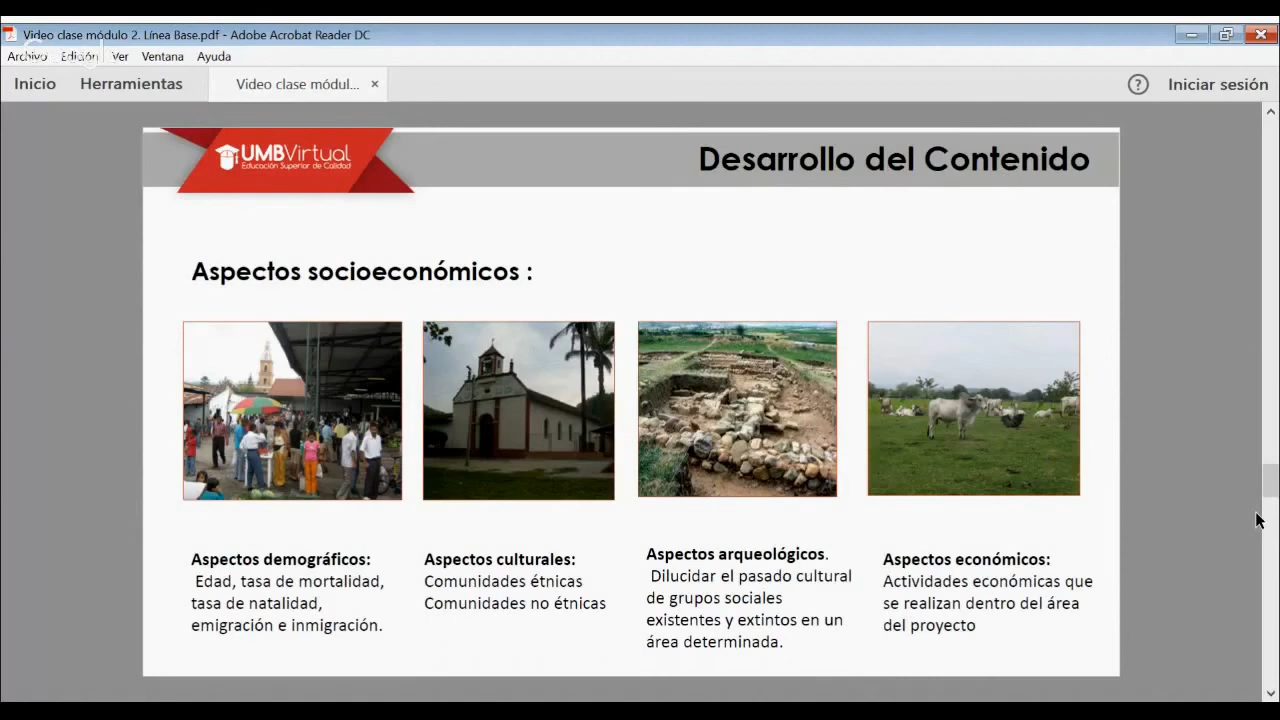 Video clase módulo 2. Línea Base.pdf - Adobe Acrobat Reader DC
Archivo Edición Ver Ventana Ayuda
Inicio Herramientas Video clase módul... × ? Iniciar sesión
UMBVirtual
Educación Superior de Calidad
Desarrollo del Contenido
Aspectos socioeconómicos :
Aspectos demográficos:
Edad, tasa de mortalidad,
tasa de natalidad,
emigración e inmigración.
Aspectos culturales:
Comunidades étnicas
Comunidades no étnicas
Aspectos arqueológicos.
Dilucidar el pasado cultural
de grupos sociales
existentes y extintos en un
área determinada.
Aspectos económicos:
Actividades económicas que
se realizan dentro del área
del proyecto